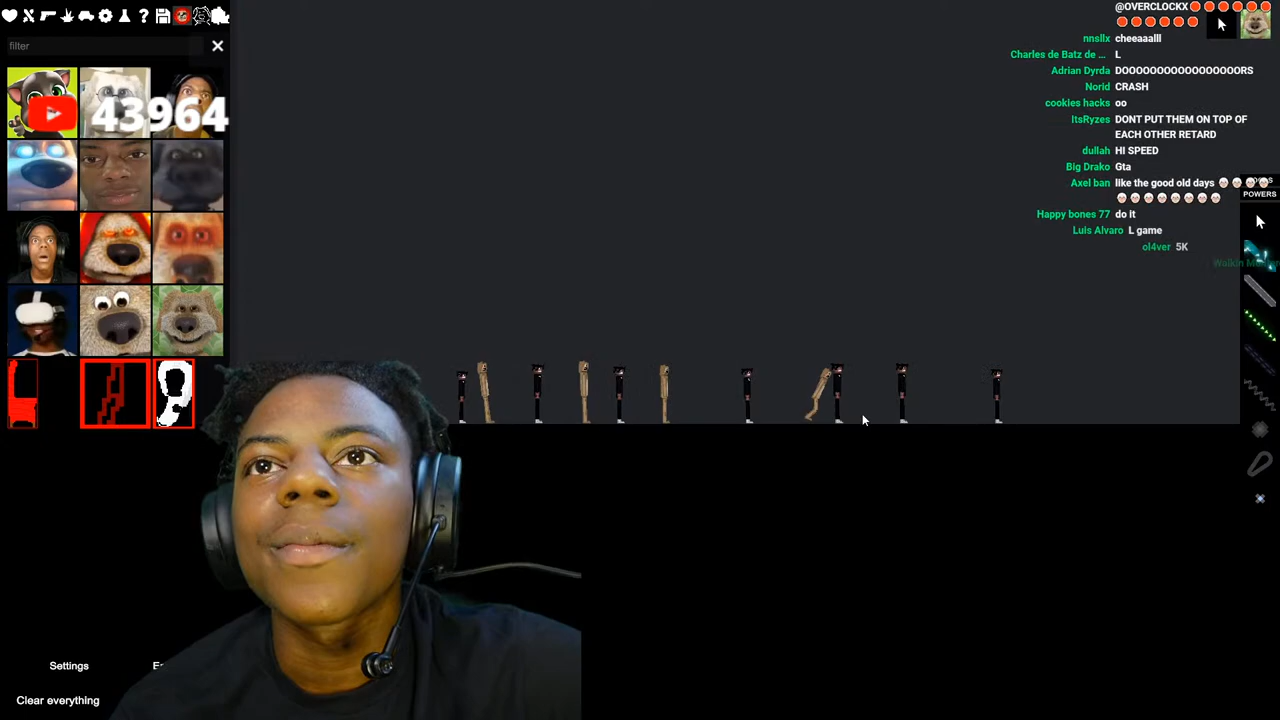 filter
43964
Settings
Clear everything
@OVERCLOCKX
nnsllx cheeaaalll
Charles de Batz de ... L
Adrian Dyrda DOOOOOOOOOOOOOOOOORS
Norid CRASH
cookies hacks oo
ItsRyzes DONT PUT THEM ON TOP OF
EACH OTHER RETARD
dullah HI SPEED
Big Drako Gta
Axel ban like the good old days
Happy bones 77 do it
Luis Alvaro L game
ol4ver 5K
POWERS